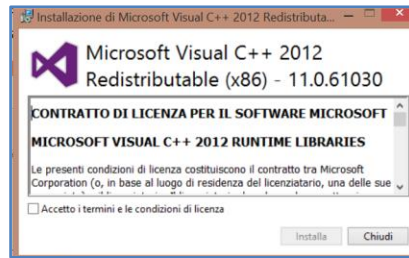 Installazione di Microsoft Visual C++ 2012 Redistributa...
Microsoft Visual C++ 2012
Redistributable (x86) - 11.0.61030
CONTRATTO DI LICENZA PER IL SOFTWARE MICROSOFT
MICROSOFT VISUAL C++ 2012 RUNTIME LIBRARIES
Le presenti condizioni di licenza costituiscono il contratto tra Microsoft
Corporation (o, in base al luogo di residenza del licenziatario, una delle sue
Accetto i termini e le condizioni di licenza
Installa Chiudi